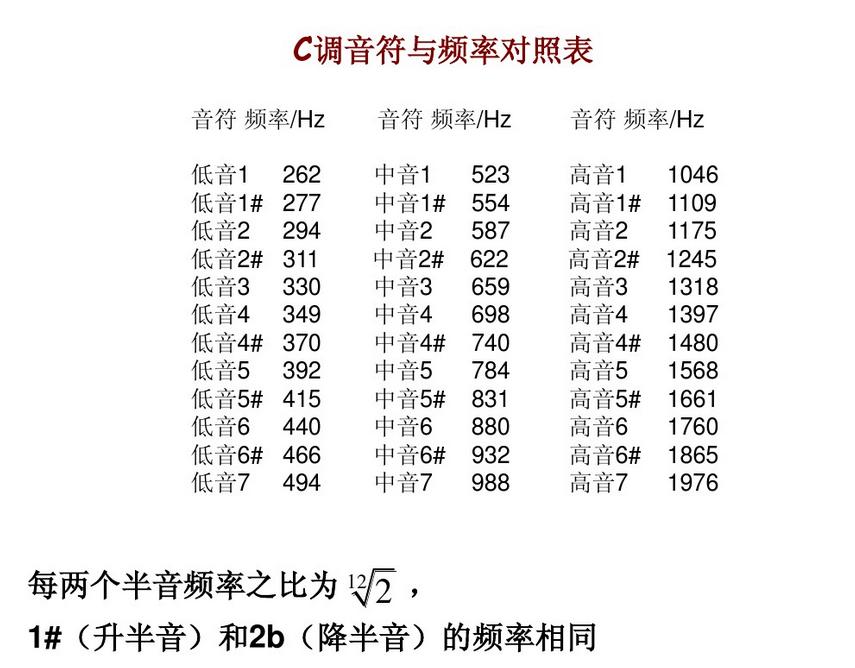 C调音符与频率对照表
音符 频率/Hz 音符 频率/Hz 音符 频率/Hz
低音1 262 中音1 523 高音1 1046
低音1# 277 中音1# 554 高音1# 1109
低音2 294 中音2 587 高音2 1175
低音2# 311 中音2# 622 高音2# 1245
低音3 330 中音3 659 高音3 1318
低音4 349 中音4 698 高音4 1397
低音4# 370 中音4# 740 高音4# 1480
低音5 392 中音5 784 高音5 1568
低音5# 415 中音5# 831 高音5# 1661
低音6 440 中音6 880 高音6 1760
低音6# 466 中音6# 932 高音6# 1865
低音7 494 中音7 988 高音7 1976
每两个半音频率之比为 ¹²√2 ，
1#（升半音）和2b（降半音）的频率相同